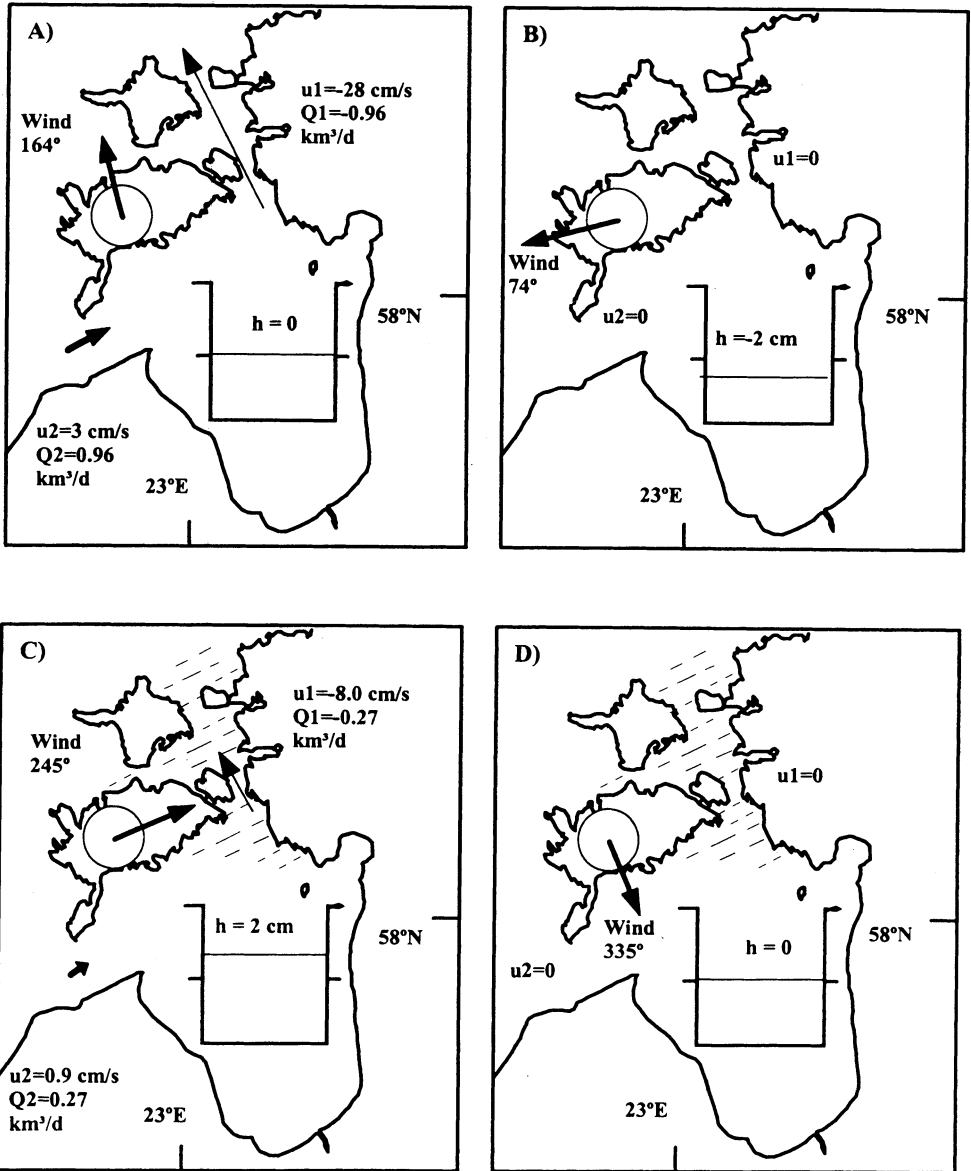 A)
u1=-28 cm/s
Q1=-0.96
km³/d
Wind
164°
h = 0
58°N
u2=3 cm/s
Q2=0.96
km³/d
23°E
B)
u1=0
Wind
74°
u2=0
58°N
h =-2 cm
23°E
C)
u1=-8.0 cm/s
Q1=-0.27
km³/d
Wind
245°
h = 2 cm
58°N
u2=0.9 cm/s
Q2=0.27
km³/d
23°E
D)
u1=0
Wind
335°
h = 0
58°N
u2=0
23°E